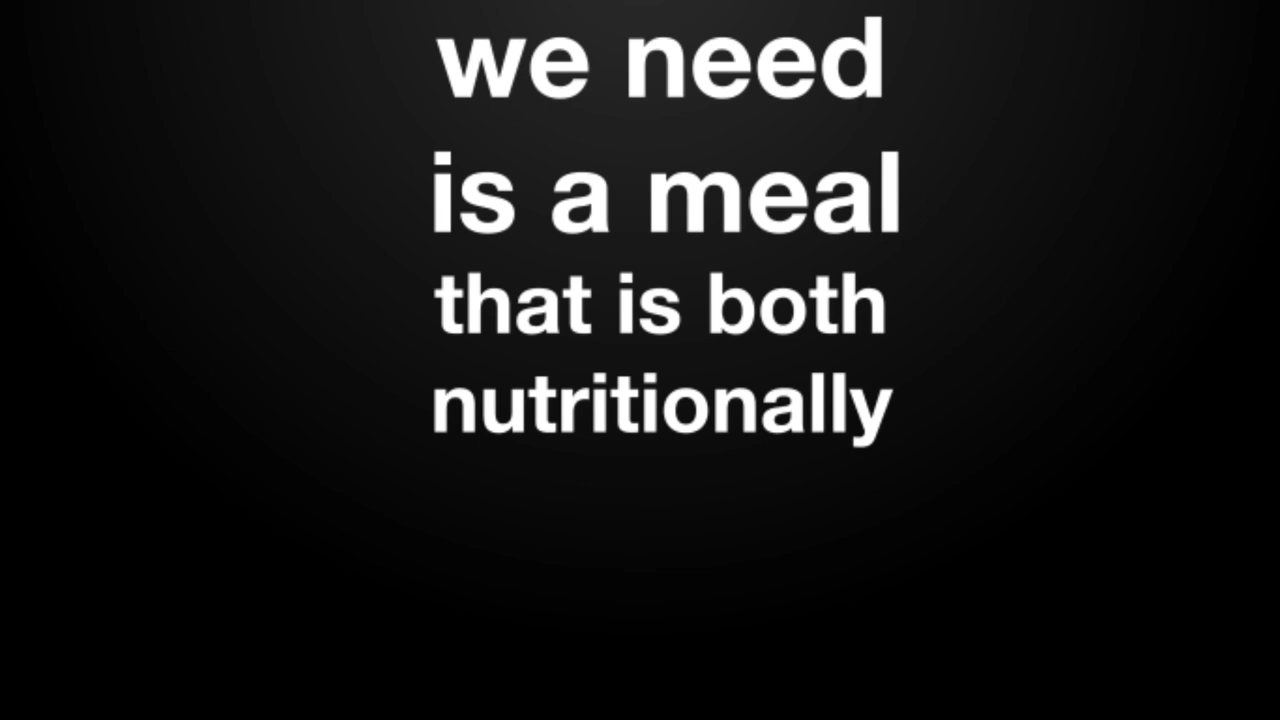 we need
is a meal
that is both
nutritionally